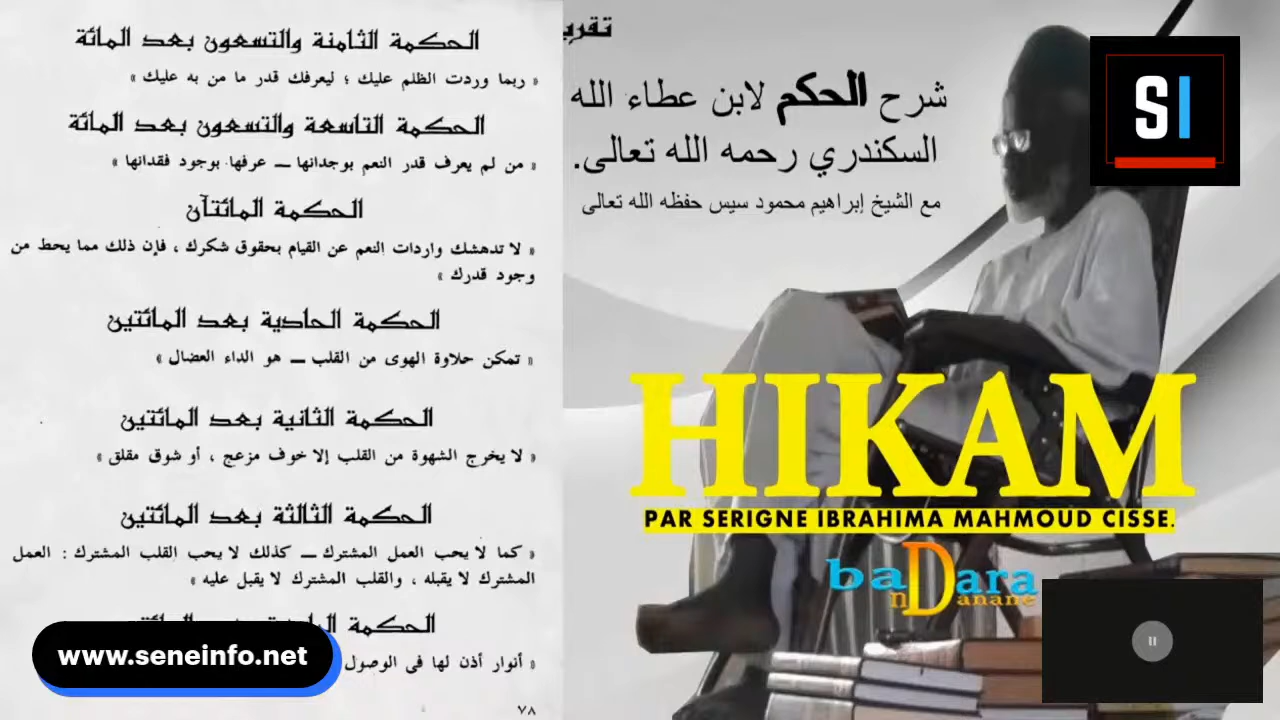 الحكمة الثامنة والتسعون بعد المائة
« ربما وردت الظلم عليك ؛ ليعرفك قدر ما من به عليك »
الحكمة التاسعة والتسعون بعد المائة
« من لم يعرف قدر النعم بوجدانها ــ عرفها بوجود فقدانها »
الحكمة المائتآن
« لا تدهشك واردات النعم عن القيام بحقوق شكرك ، فإن ذلك مما يحط من
وجود قدرك »
الحكمة الحادية بعد المائتين
« تمكن حلاوة الهوى من القلب ــ هو الداء العضال »
الحكمة الثانية بعد المائتين
« لا يخرج الشهوة من القلب إلا خوف مزعج ، أو شوق مقلق »
الحكمة الثالثة بعد المائتين
« كما لا يحب العمل المشترك ــ كذلك لا يحب القلب المشترك : العمل
المشترك لا يقبله ، والقلب المشترك لا يقبل عليه »
الحكمة
« أنوار أذن لها فى الوصول
٧٨
www.seneinfo.net
شرح الحكم لابن عطاء الله
السكندري رحمه الله تعالى.
مع الشيخ إبراهيم محمود سيس حفظه الله تعالى
SI
HIKAM
PAR SERIGNE IBRAHIMA MAHMOUD CISSE.
baDara
nDanane